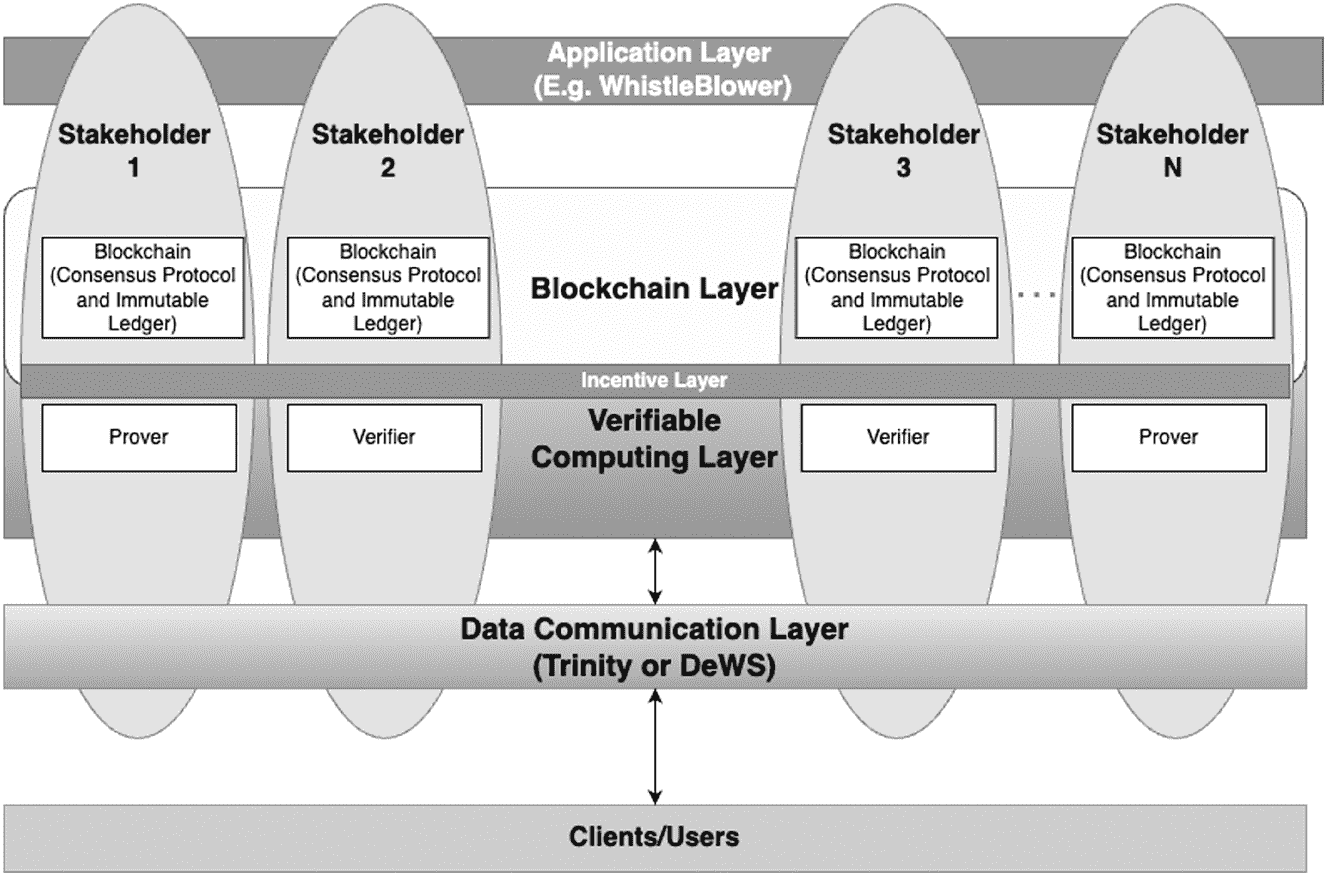 Application Layer
(E.g. WhistleBlower)
Stakeholder
1
Stakeholder
2
Stakeholder
3
Stakeholder
N
Blockchain
(Consensus Protocol
and Immutable
Ledger)
Blockchain
(Consensus Protocol
and Immutable
Ledger)
Blockchain Layer
Blockchain
(Consensus Protocol
and Immutable
Ledger)
...
Blockchain
(Consensus Protocol
and Immutable
Ledger)
Incentive Layer
Prover
Verifier
Verifiable
Computing Layer
Verifier
Prover
Data Communication Layer
(Trinity or DeWS)
Clients/Users